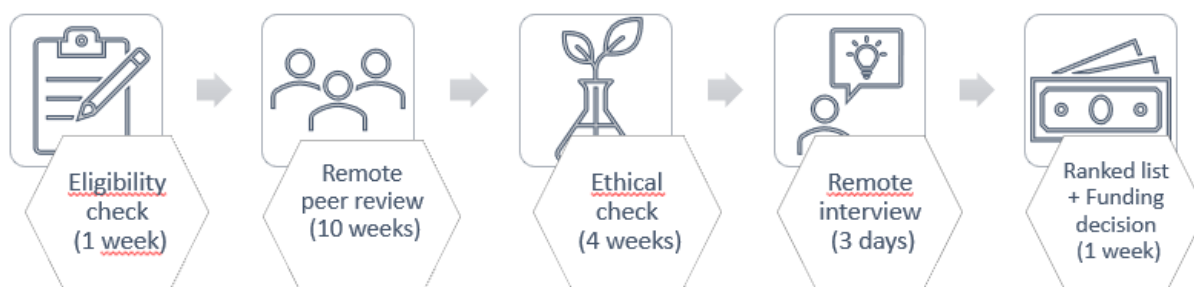 Eligibility
check
(1 week)
Remote
peer review
(10 weeks)
Ethical
check
(4 weeks)
Remote
interview
(3 days)
Ranked list
+ Funding
decision
(1 week)